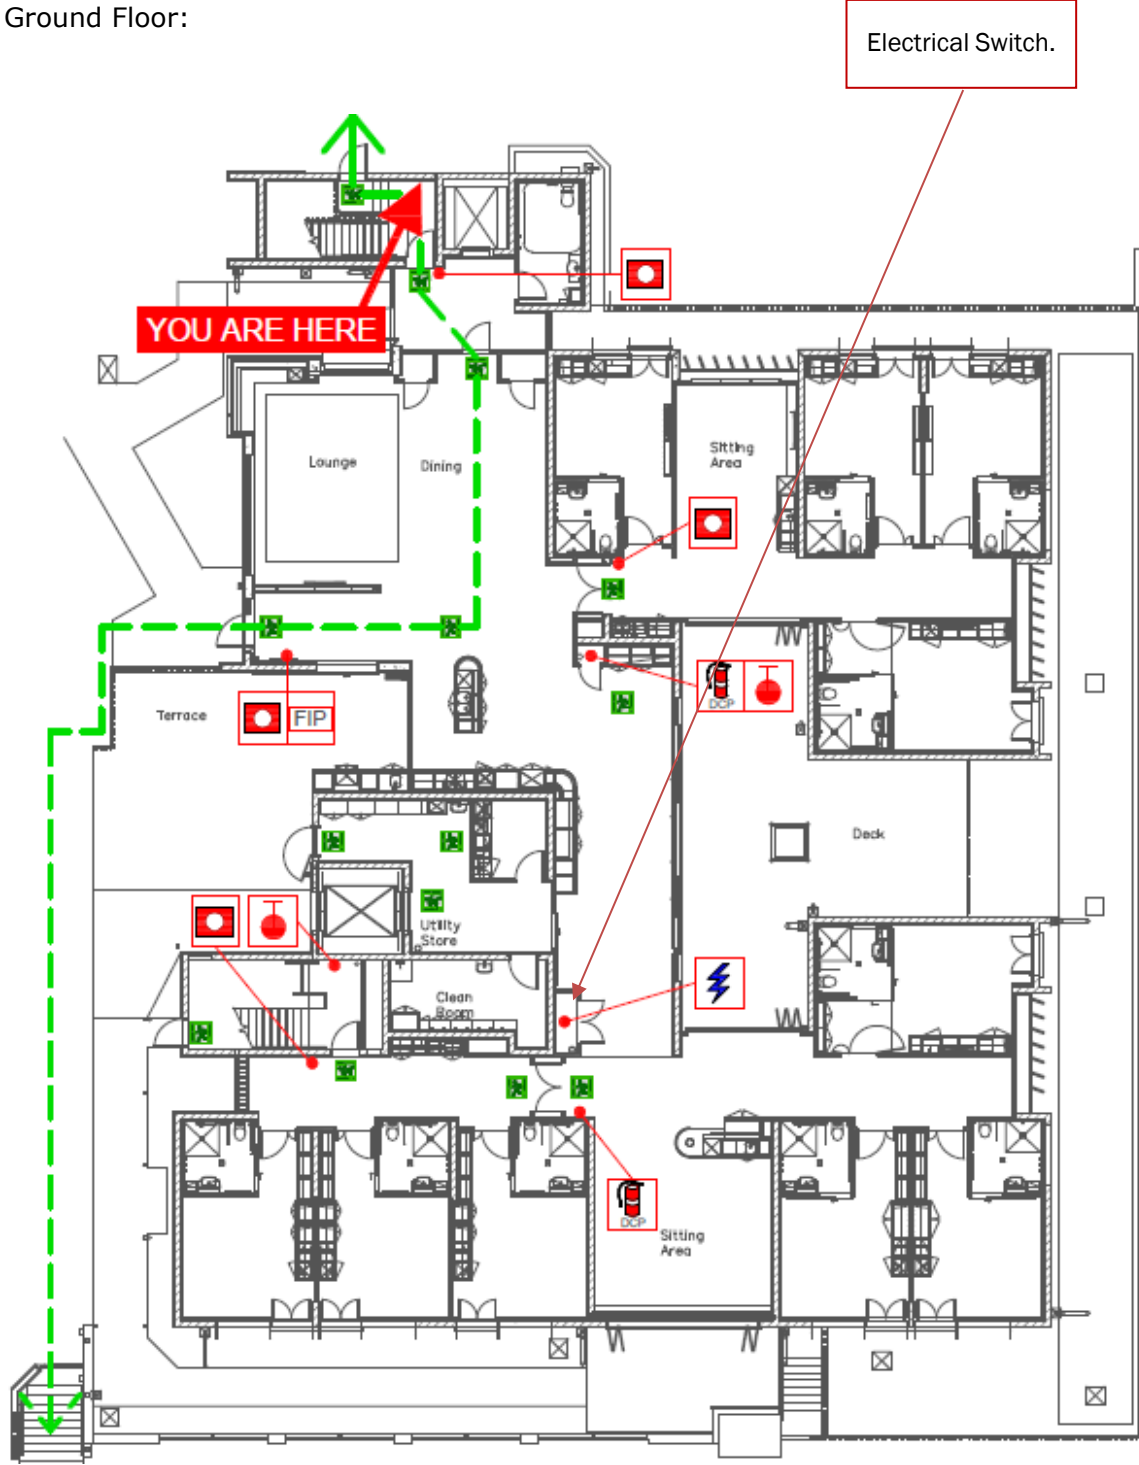 Ground Floor:
Electrical Switch.
YOU ARE HERE
Lounge
Dining
Sitting
Area
DCP
Terrace
FIP
Deck
Utility
Store
Clean
Room
DCP
Sitting
Area